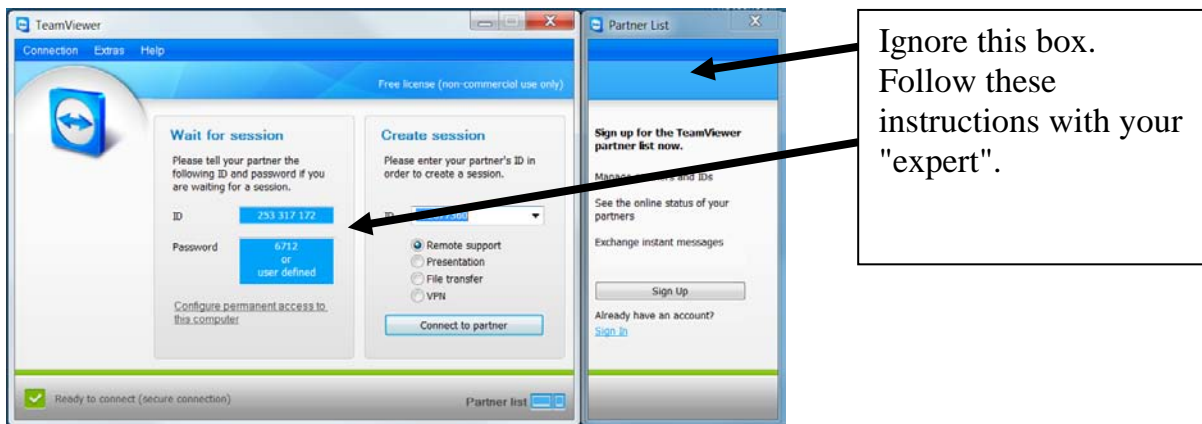 TeamViewer
Connection Extras Help
Free license (non-commercial use only)
Wait for session
Please tell your partner the
following ID and password if you
are waiting for a session.
ID 253 317 172
Password 6712
or
user defined
Configure permanent access to
this computer
Create session
Please enter your partner's ID in
order to create a session.
Remote support
Presentation
File transfer
VPN
Connect to partner
Ready to connect (secure connection)
Partner list
Partner List
Sign up for the TeamViewer
partner list now.
and IDs
See the online status of your
partners
Exchange instant messages
Sign Up
Already have an account?
Sign In
Ignore this box.
Follow these
instructions with your
"expert".